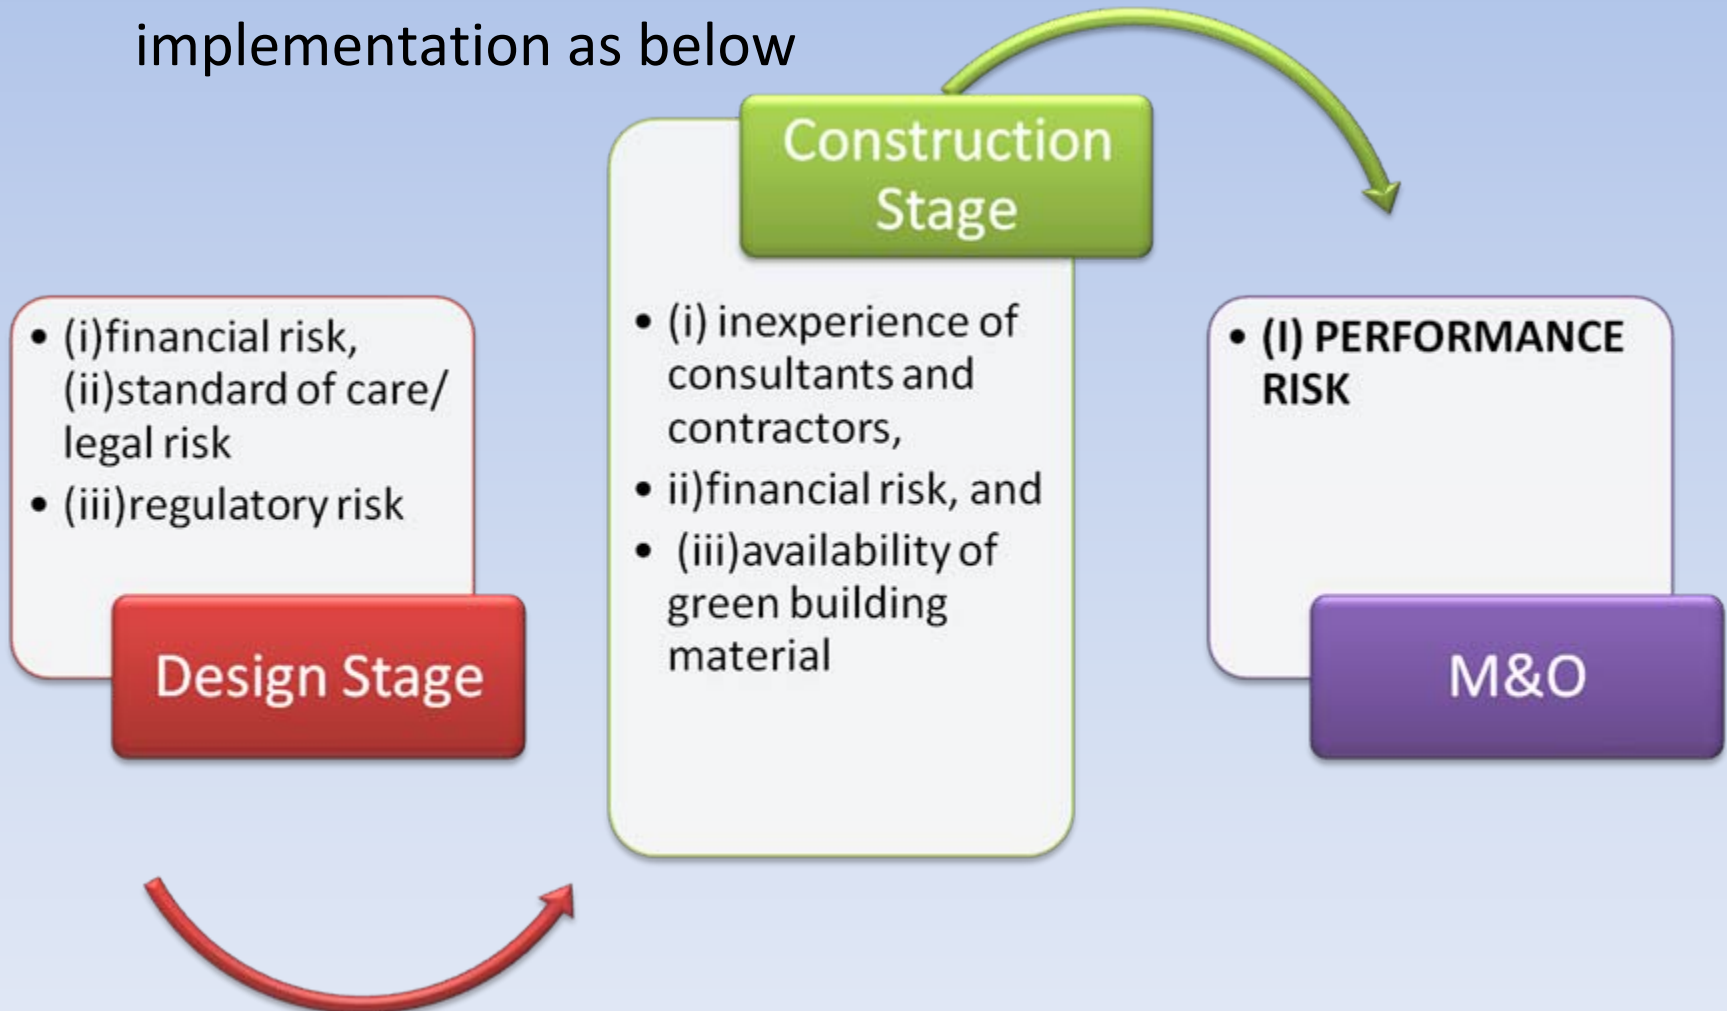 implementation as below
• (i)financial risk,
(ii)standard of care/
legal risk
• (iii)regulatory risk
Design Stage
Construction
Stage
• (i) inexperience of
consultants and
contractors,
• ii)financial risk, and
• (iii)availability of
green building
material
• (I) PERFORMANCE
RISK
M&O